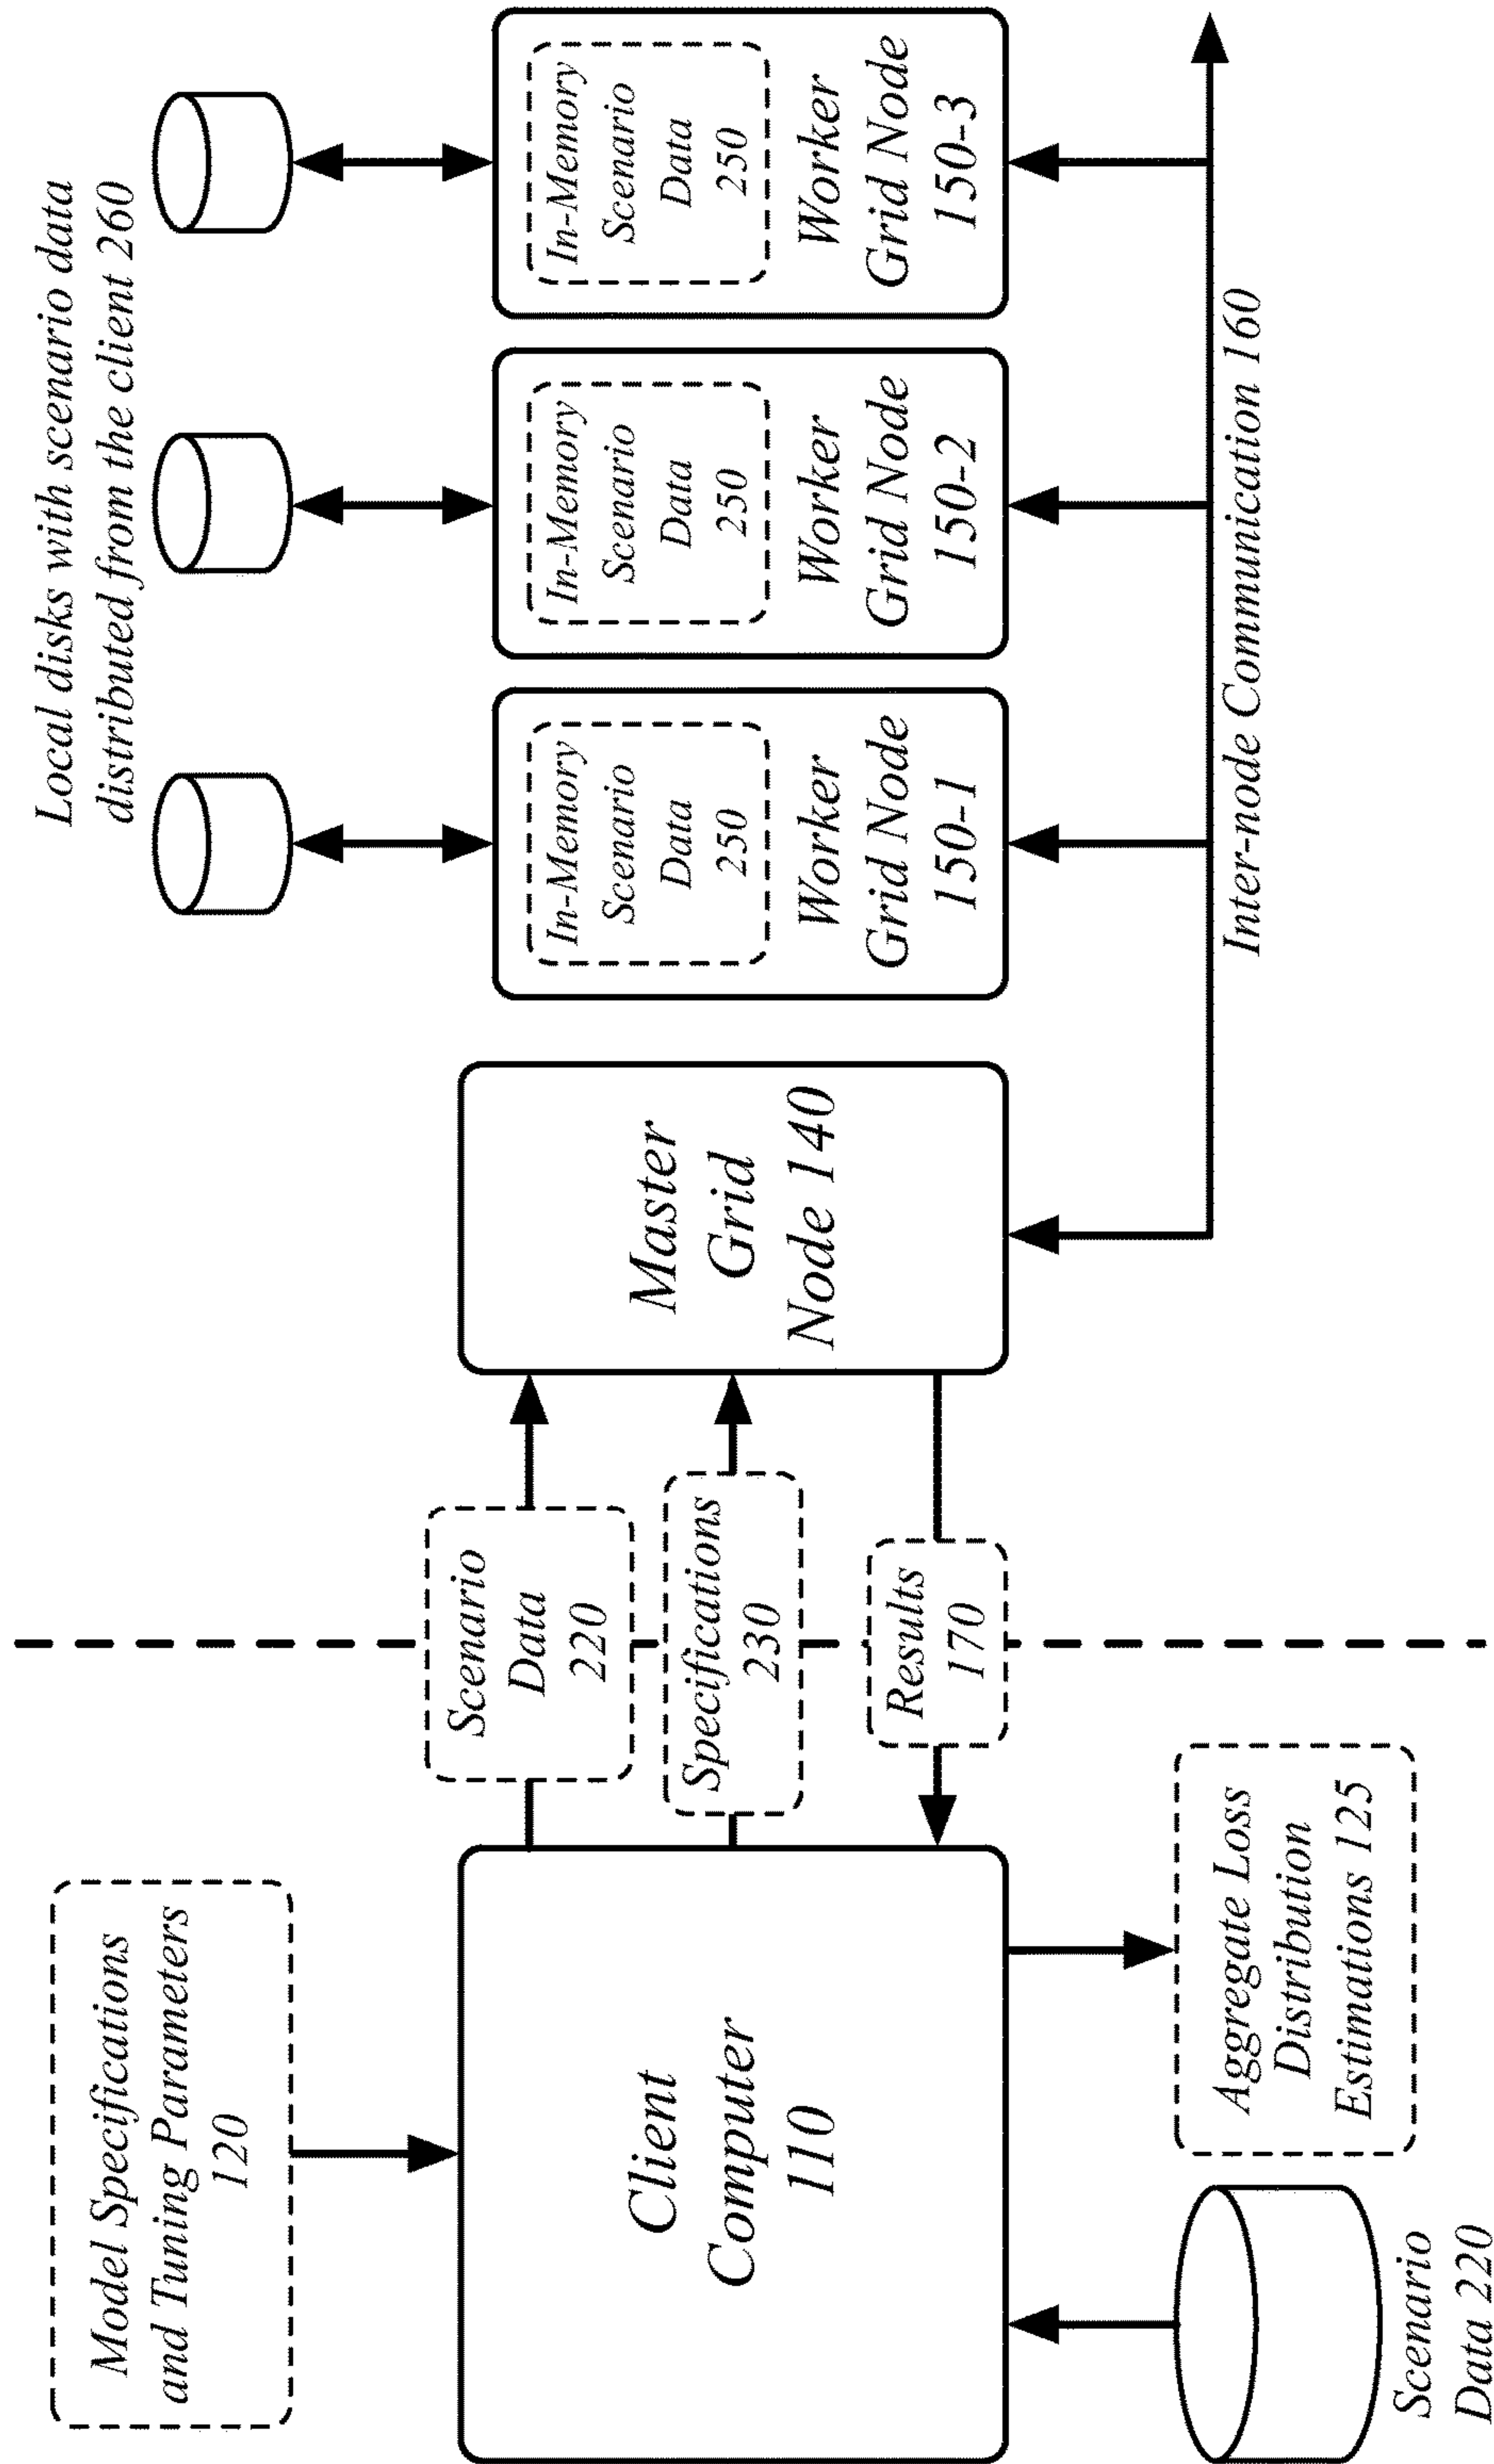 Model Specifications
and Tuning Parameters
120
Client
Computer
110
Scenario
Data 220
Aggregate Loss
Distribution
Estimations 125
Scenario
Data
220
Specifications
230
Results
170
Master
Grid
Node 140
Local disks with scenario data
distributed from the client 260
In-Memory
Scenario
Data
250
Worker
Grid Node
150-1
In-Memory
Scenario
Data
250
Worker
Grid Node
150-2
In-Memory
Scenario
Data
250
Worker
Grid Node
150-3
Inter-node Communication 160